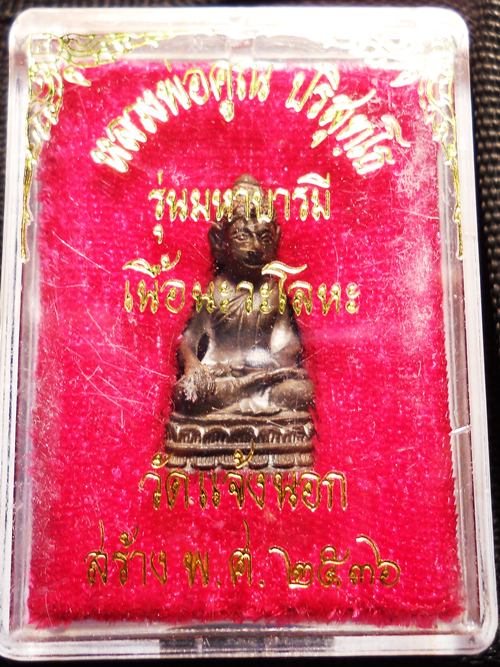 หลวงพ่อคูณ ปริสุทโธ
รุ่นมหาบารมี
เนื้อนะวะโลหะ
วัดแจ้งนอก
สร้าง พ.ศ. ๒๕๓๖